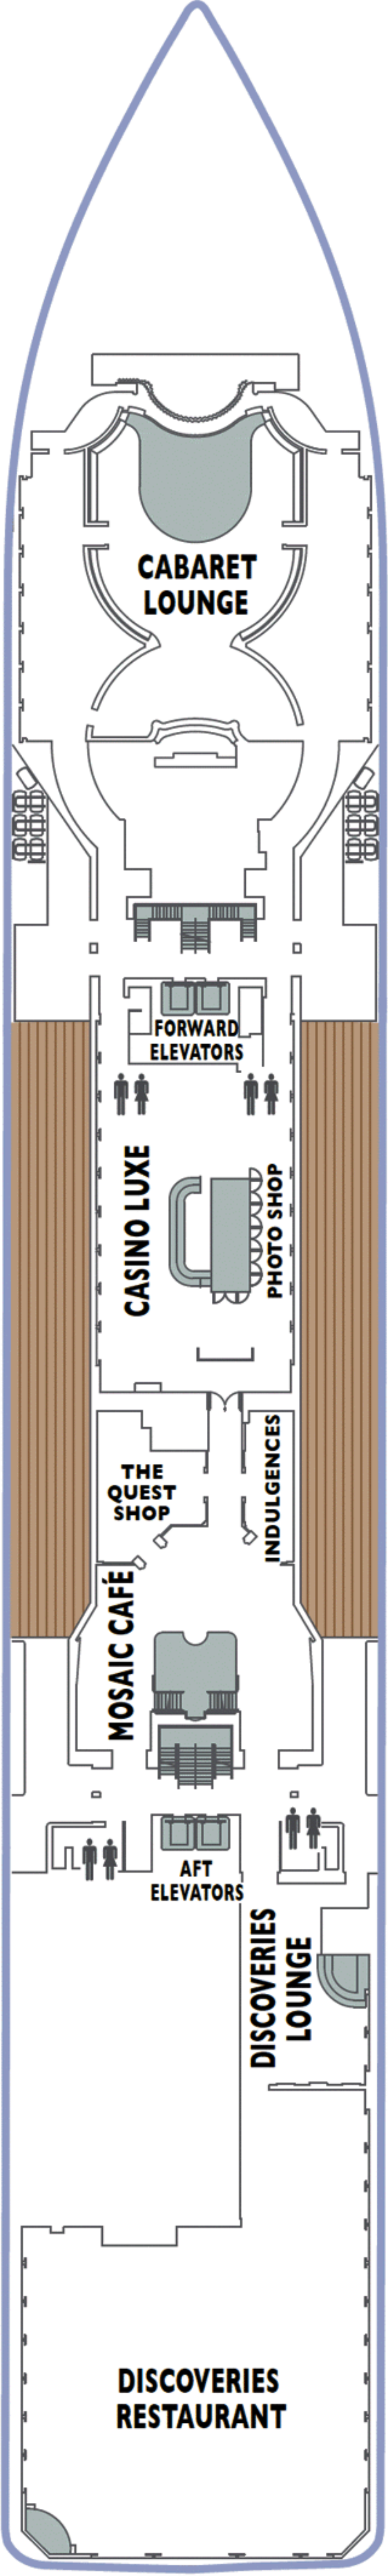 CABARET
LOUNGE
FORWARD
ELEVATORS
CASINO LUXE
PHOTO SHOP
THE
QUEST
SHOP
INDULGENCES
MOSAIC CAFÉ
AFT
ELEVATORS
DISCOVERIES
LOUNGE
DISCOVERIES
RESTAURANT